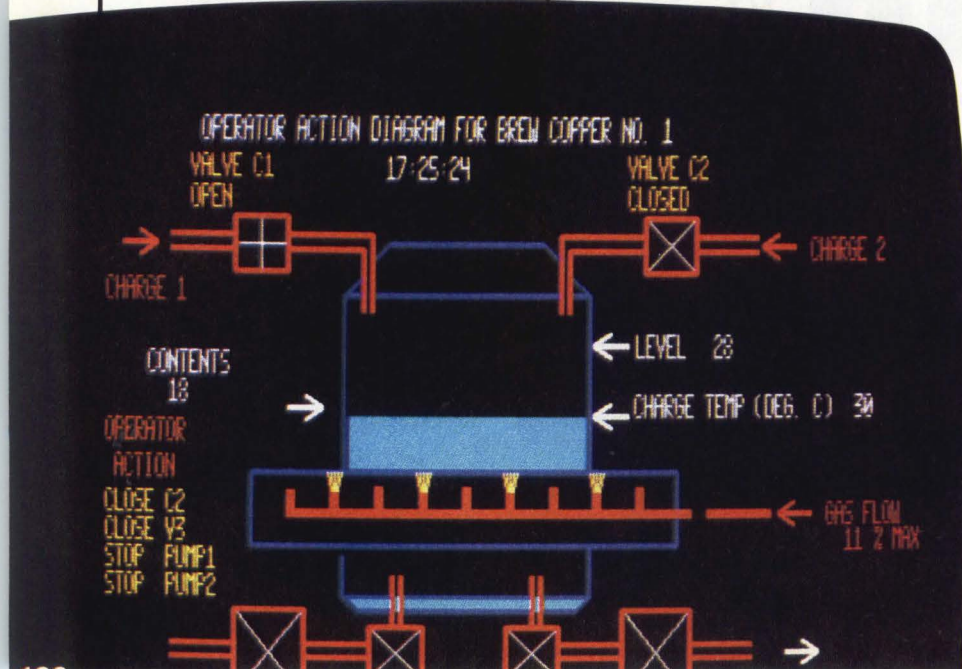 OPERATOR ACTION DIAGRAM FOR BREW COPPER NO. 1
VALVE C1
OPEN
17:25:24
VALVE C2
CLOSED
CHARGE 1
CHARGE 2
LEVEL 28
CONTENTS
18
CHARGE TEMP (DEG. C) 30
OPERATOR
ACTION
CLOSE C2
CLOSE V3
STOP PUMP1
STOP PUMP2
GAS FLOW
11 % MAX